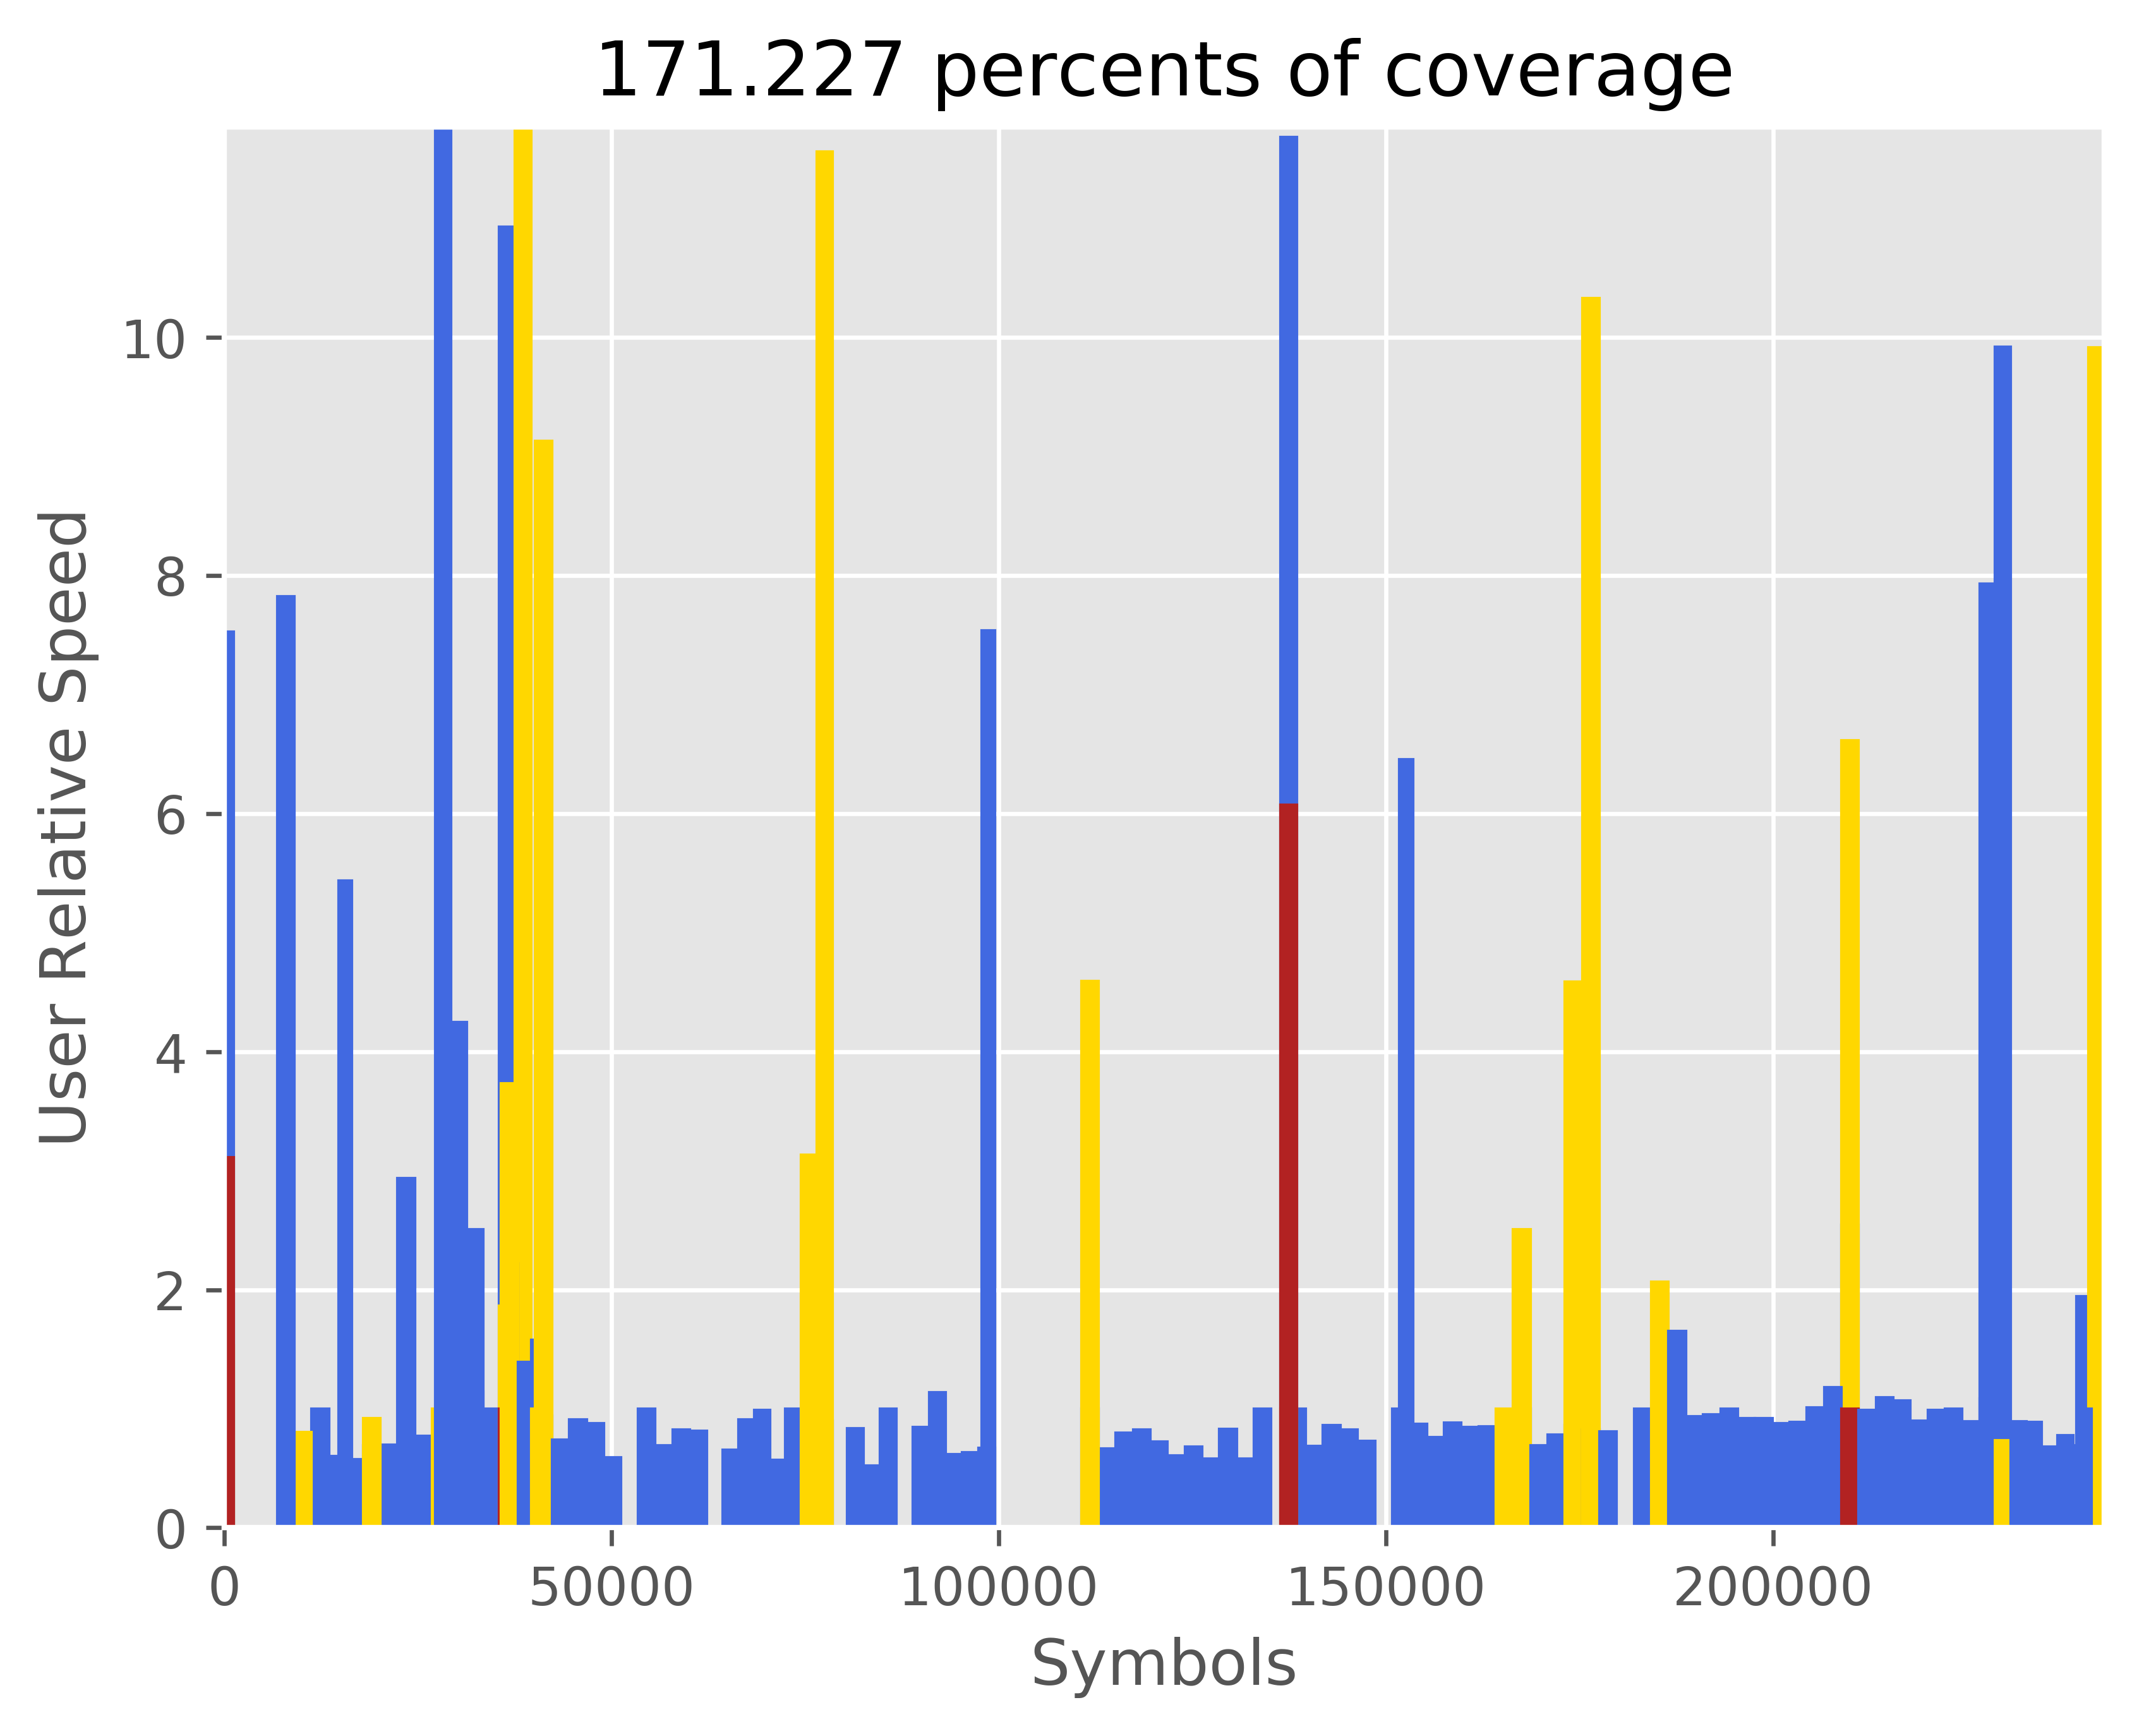 171.227 percents of coverage
User Relative Speed
10
8
6
4
2
0
0 50000 100000 150000 200000
Symbols